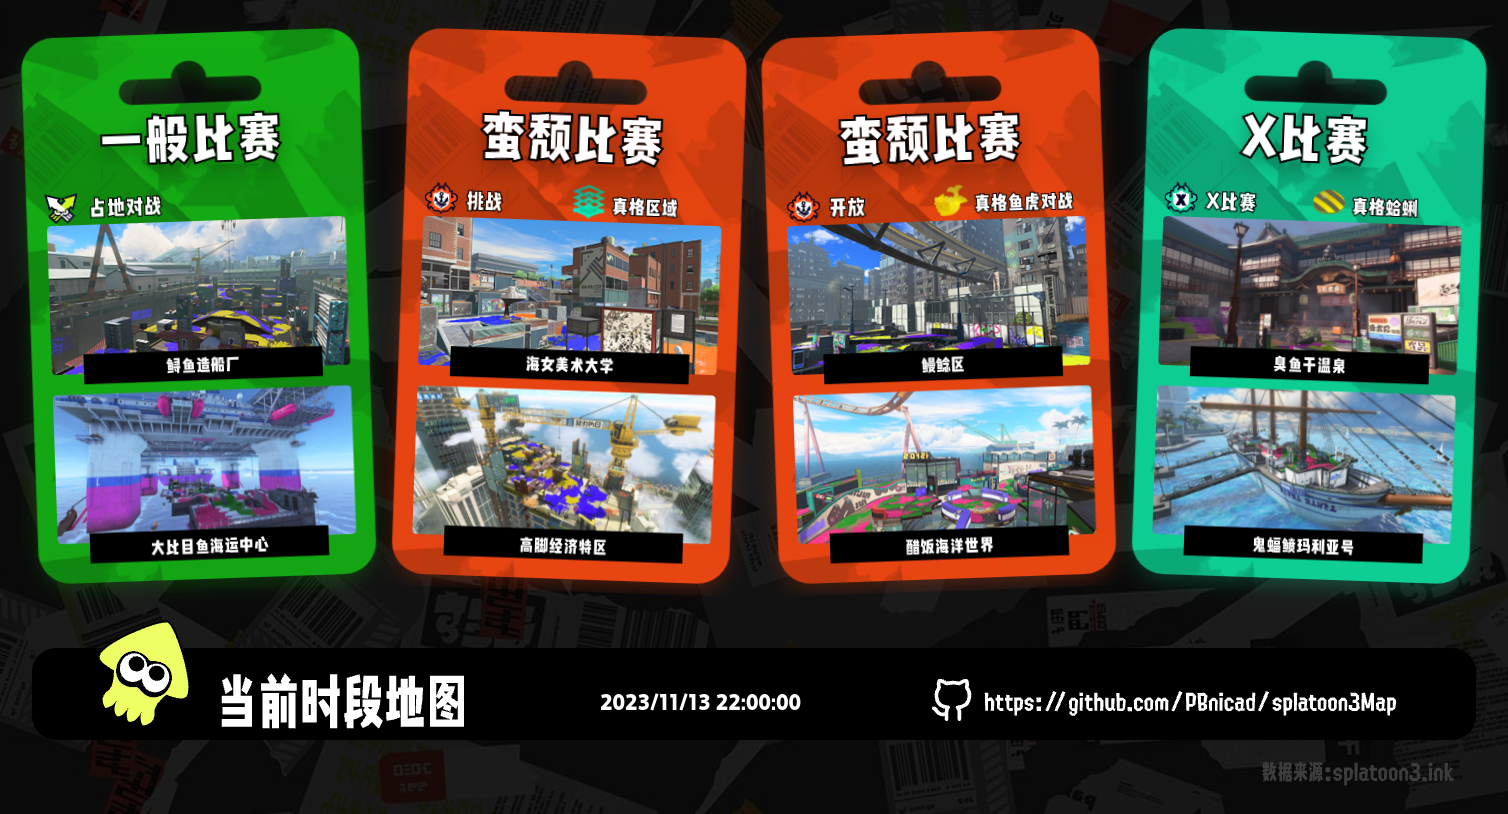 一般比赛
占地对战
鲟鱼造船厂
大比目鱼海运中心
蛮颓比赛
挑战
真格区域
海女美术大学
高脚经济特区
蛮颓比赛
开放
真格鱼虎对战
鳗鲶区
醋饭海洋世界
X比赛
X比赛
真格蛤蜊
臭鱼干温泉
鬼蝠鲼玛利亚号
当前时段地图
2023/11/13 22:00:00
https://github.com/PBnicad/splatoon3Map
数据来源:splatoon3.ink